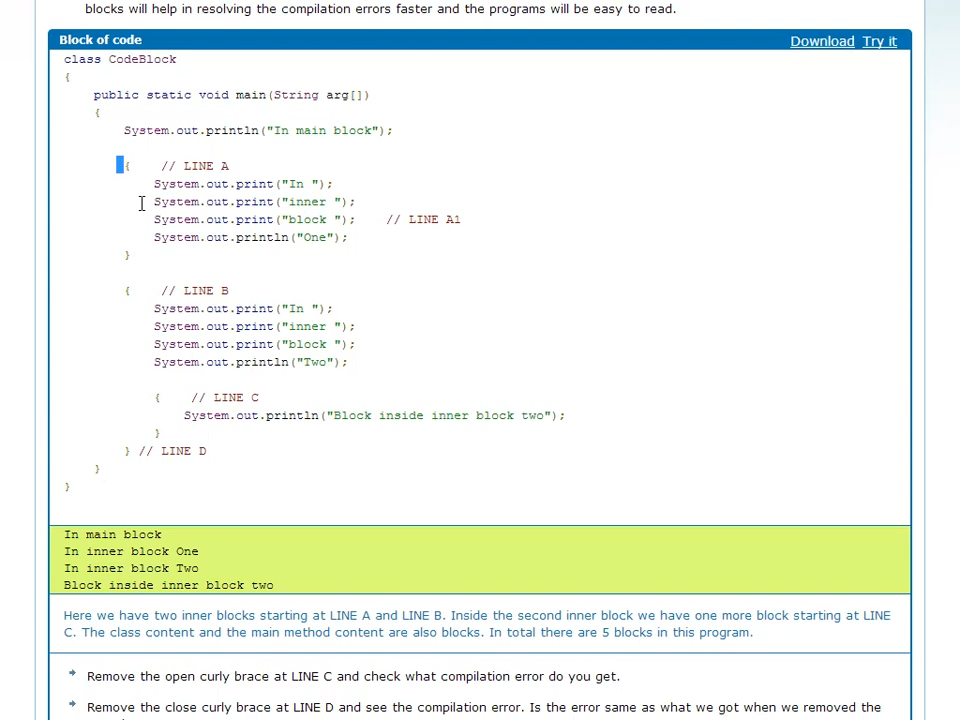 blocks will help in resolving the compilation errors faster and the programs will be easy to read.
Block of code
Download Try it
class CodeBlock
{
public static void main(String arg[])
{
System.out.println("In main block");
{ // LINE A
System.out.print("In ");
System.out.print("inner ");
System.out.print("block "); // LINE A1
System.out.println("One");
}
{ // LINE B
System.out.print("In ");
System.out.print("inner ");
System.out.print("block ");
System.out.println("Two");
{ // LINE C
System.out.println("Block inside inner block two");
}
} // LINE D
}
}
In main block
In inner block One
In inner block Two
Block inside inner block two
Here we have two inner blocks starting at LINE A and LINE B. Inside the second inner block we have one more block starting at LINE
C. The class content and the main method content are also blocks. In total there are 5 blocks in this program.
Remove the open curly brace at LINE C and check what compilation error do you get.
Remove the close curly brace at LINE D and see the compilation error. Is the error same as what we got when we removed the